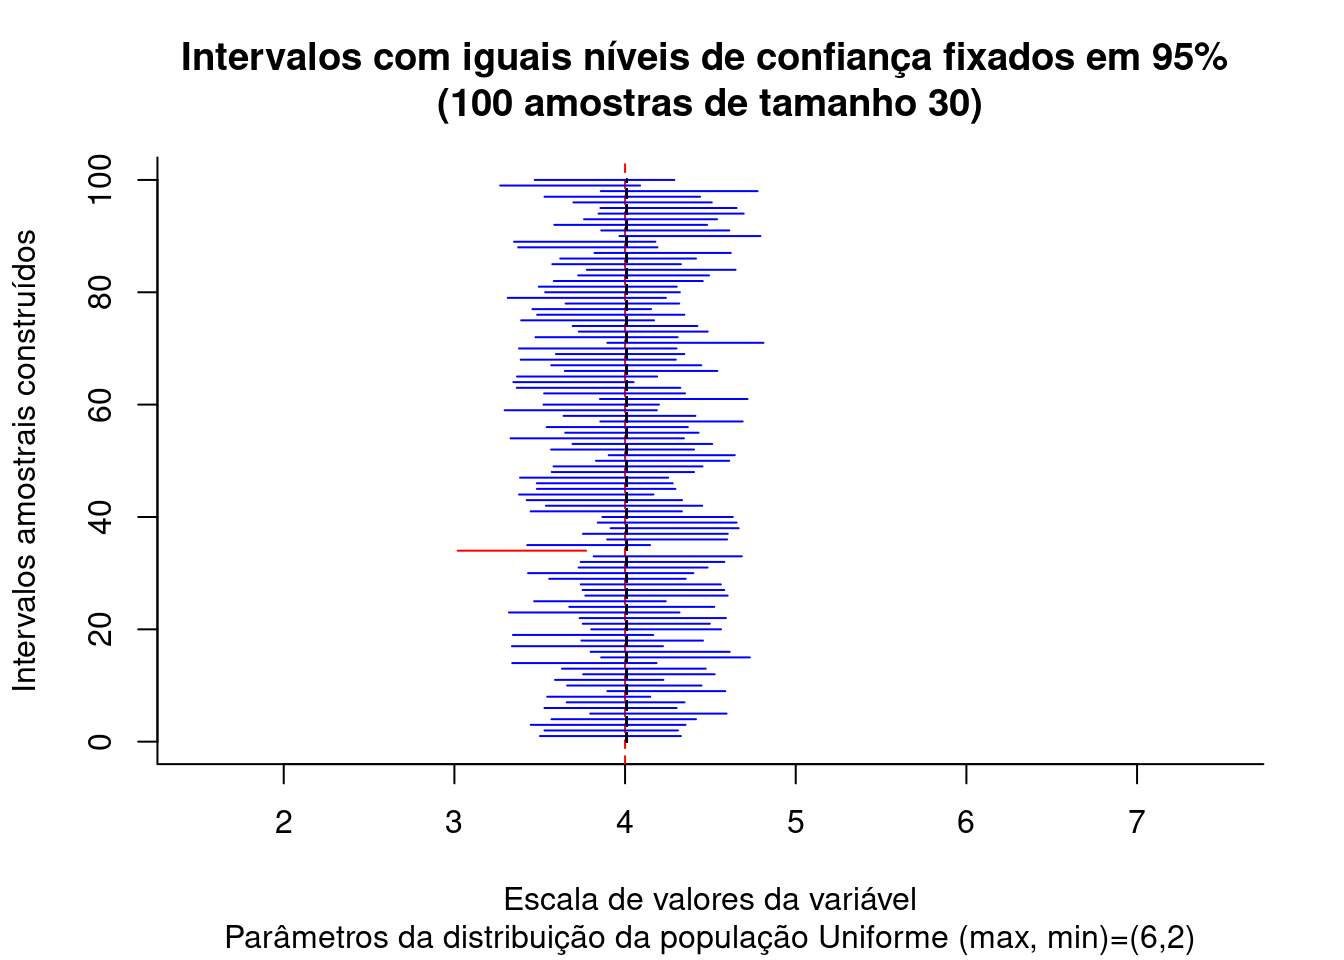 Intervalos com iguais níveis de confiança fixados em 95%
(100 amostras de tamanho 30)
Intervalos amostrais construídos
100
80
60
40
20
0
2 3 4 5 6 7
Escala de valores da variável
Parâmetros da distribuição da população Uniforme (max, min)=(6,2)